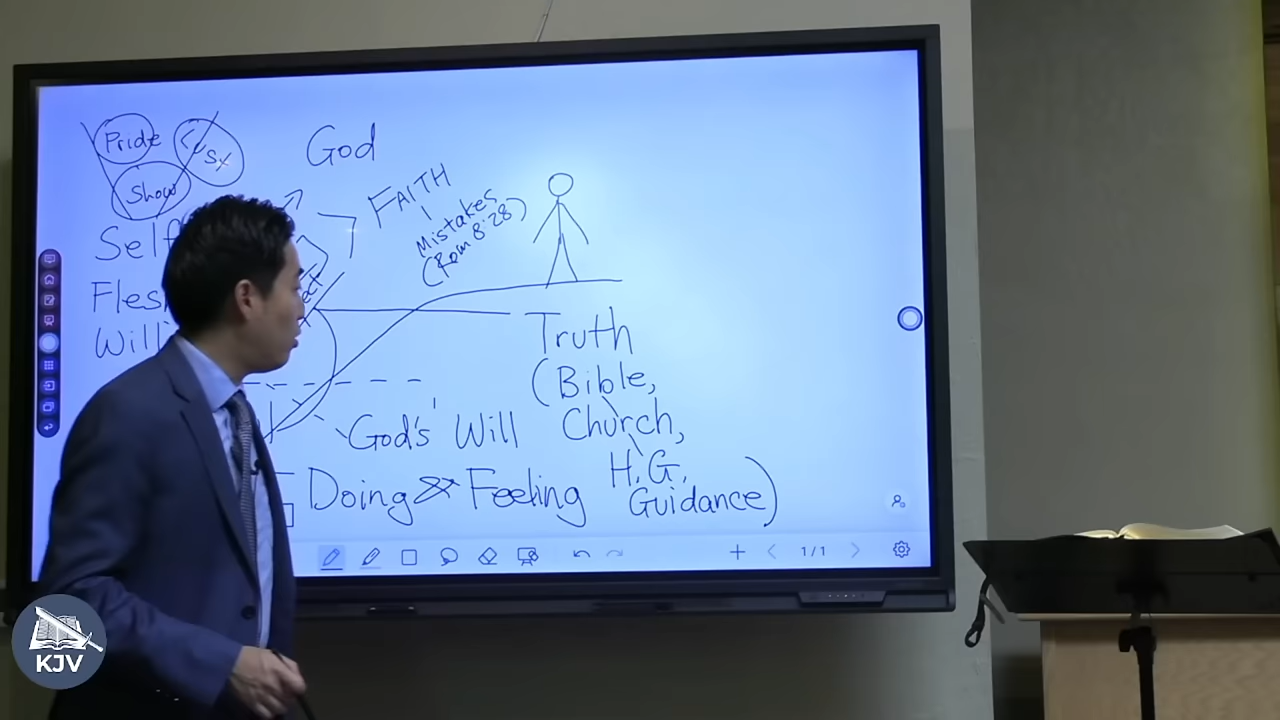 Pride
Lusx
Show
God
FAITH
Mistakes
(Rom 8:28)
Self
Flesh
Will
Truth
(Bible,
Church,
H.G,
Guidance)
God's Will
Doing & Feeling
1/1
KJV